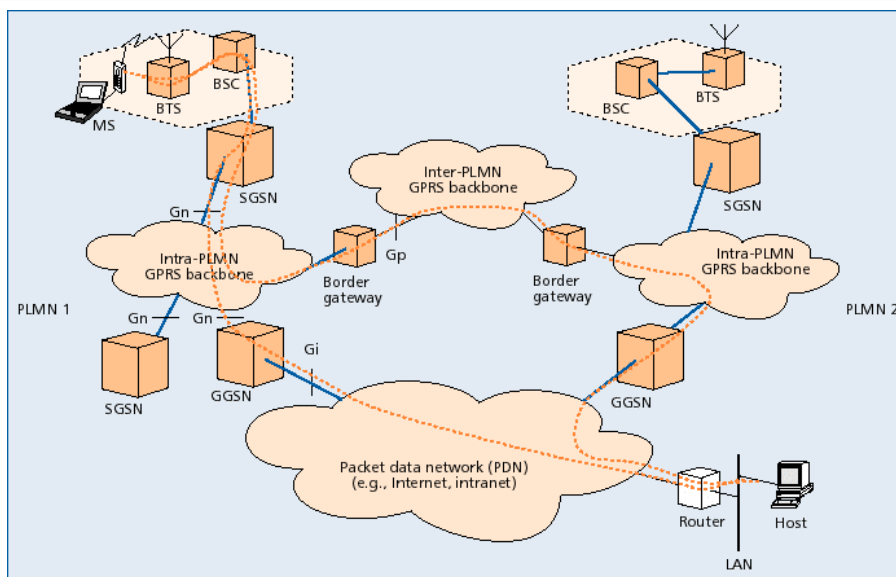 BSC
BTS
MS
SGSN
Gn
Inter-PLMN
GPRS backbone
BSC
BTS
SGSN
Intra-PLMN
GPRS backbone
Gp
Border
gateway
Border
gateway
Intra-PLMN
GPRS backbone
PLMN 1
PLMN 2
Gn
Gn
SGSN
GGSN
Gi
GGSN
Packet data network (PDN)
(e.g., Internet, intranet)
Router
Host
LAN